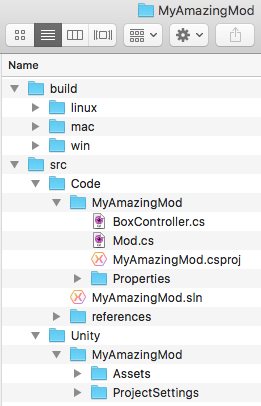 MyAmazingMod
Name
build
linux
mac
win
src
Code
MyAmazingMod
BoxController.cs
Mod.cs
MyAmazingMod.csproj
Properties
MyAmazingMod.sln
references
Unity
MyAmazingMod
Assets
ProjectSettings